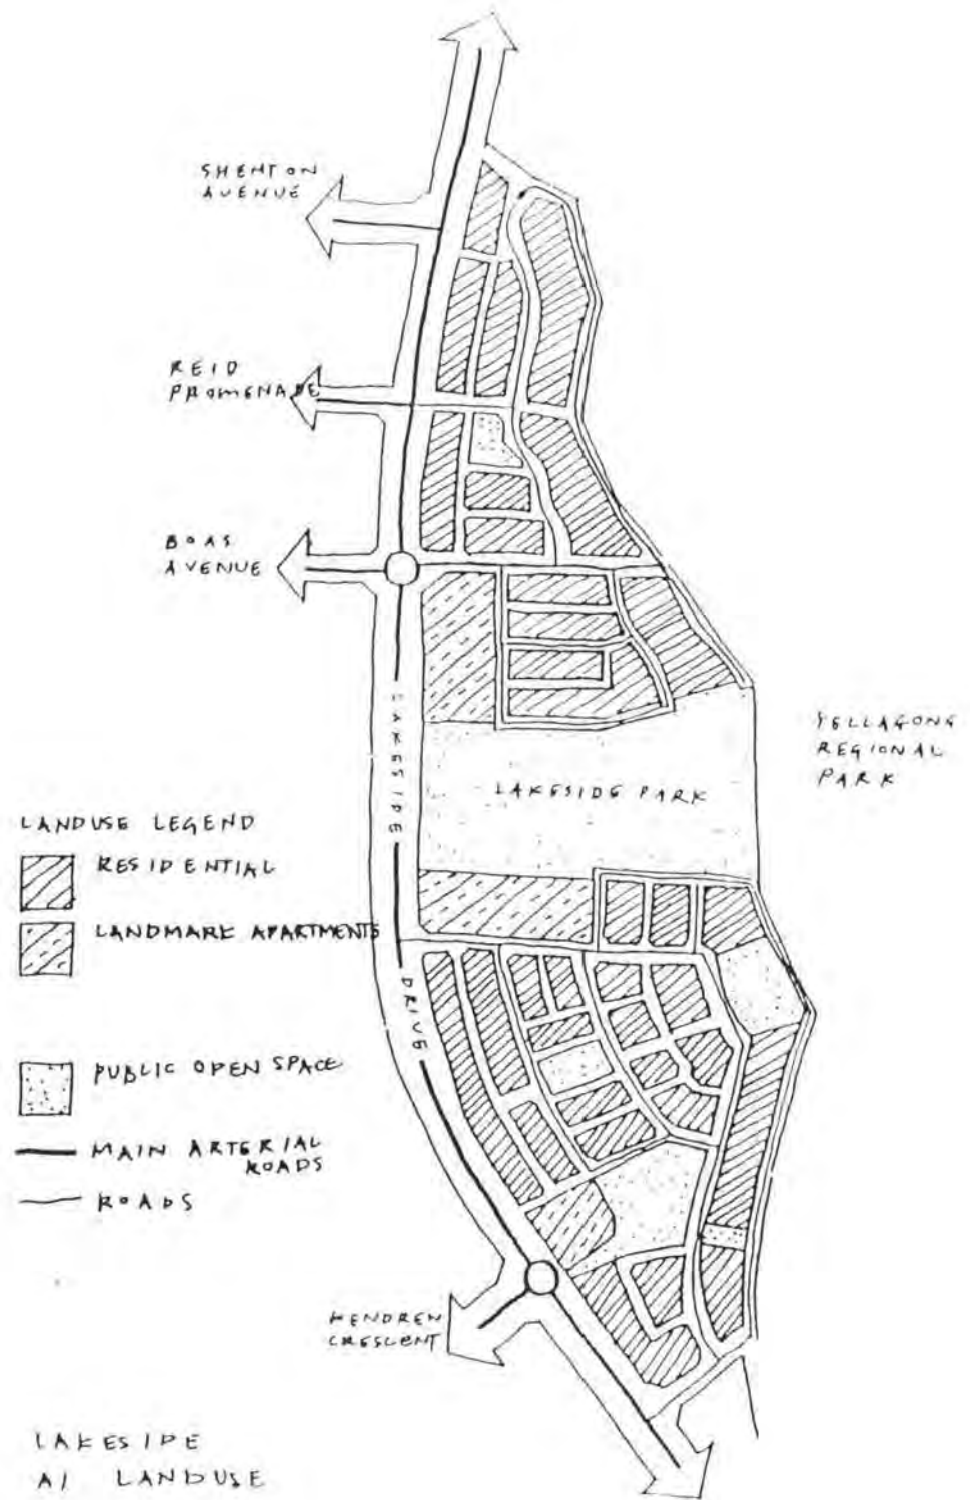 SHENTON
AVENUE
REID
PROMENADE
BOAS
AVENUE
LAKESIDE
DRIVE
LAKESIDE PARK
YELLAGONG
REGIONAL
PARK
LANDUSE LEGEND
RESIDENTIAL
LANDMARK APARTMENTS
PUBLIC OPEN SPACE
MAIN ARTERIAL
ROADS
ROADS
HENDREN
CRESCENT
LAKESIDE
A1 LANDUSE